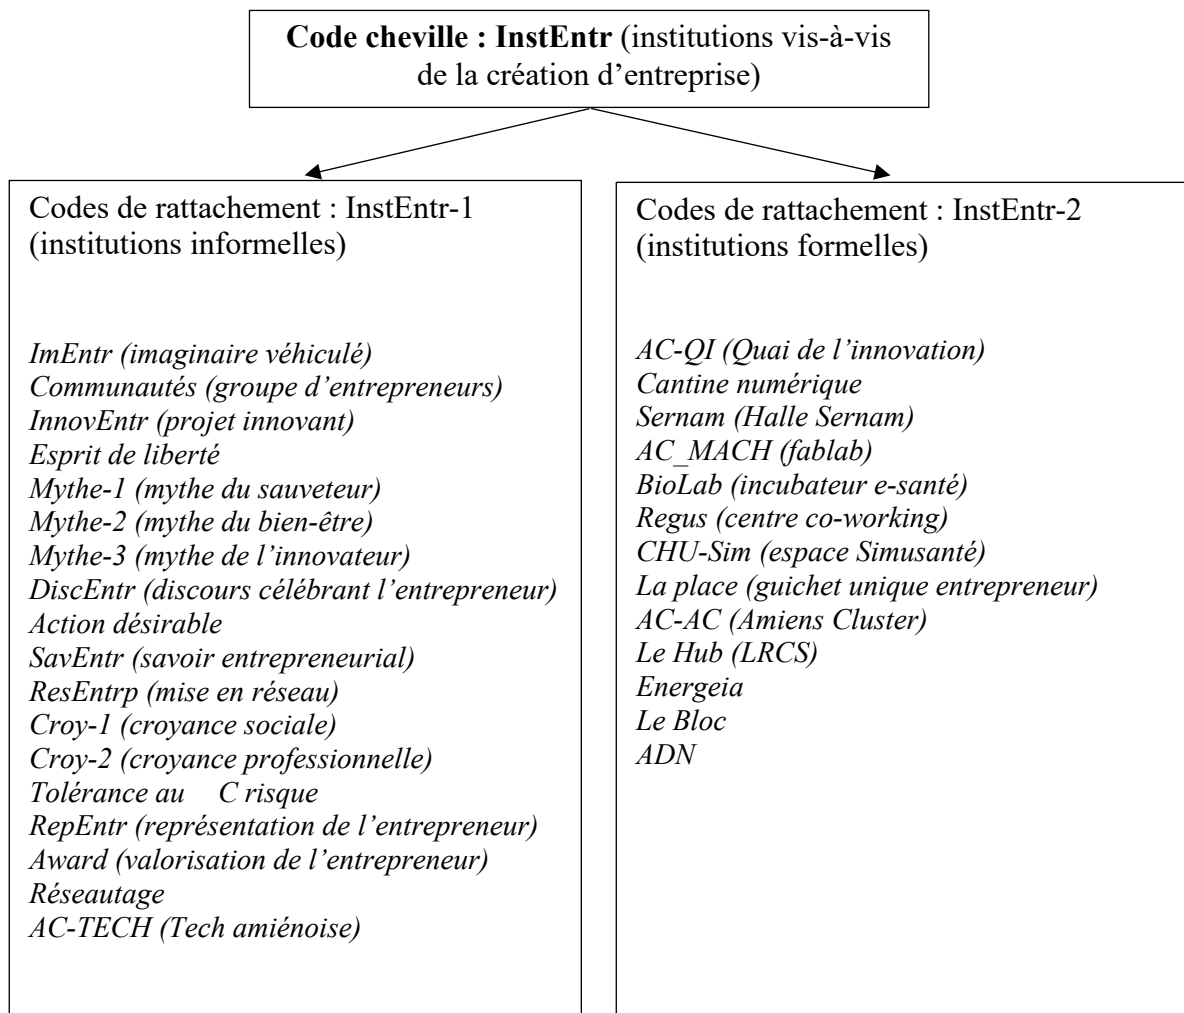 Code cheville : InstEntr (institutions vis-à-vis
de la création d’entreprise)
Codes de rattachement : InstEntr-1
(institutions informelles)
ImEntr (imaginaire véhiculé)
Communautés (groupe d’entrepreneurs)
InnovEntr (projet innovant)
Esprit de liberté
Mythe-1 (mythe du sauveteur)
Mythe-2 (mythe du bien-être)
Mythe-3 (mythe de l’innovateur)
DiscEntr (discours célébrant l’entrepreneur)
Action désirable
SavEntr (savoir entrepreneurial)
ResEntrp (mise en réseau)
Croy-1 (croyance sociale)
Croy-2 (croyance professionnelle)
Tolérance au C risque
RepEntr (représentation de l’entrepreneur)
Award (valorisation de l’entrepreneur)
Réseautage
AC-TECH (Tech amiénoise)
Codes de rattachement : InstEntr-2
(institutions formelles)
AC-QI (Quai de l’innovation)
Cantine numérique
Sernam (Halle Sernam)
AC_MACH (fablab)
BioLab (incubateur e-santé)
Regus (centre co-working)
CHU-Sim (espace Simusanté)
La place (guichet unique entrepreneur)
AC-AC (Amiens Cluster)
Le Hub (LRCS)
Energeia
Le Bloc
ADN